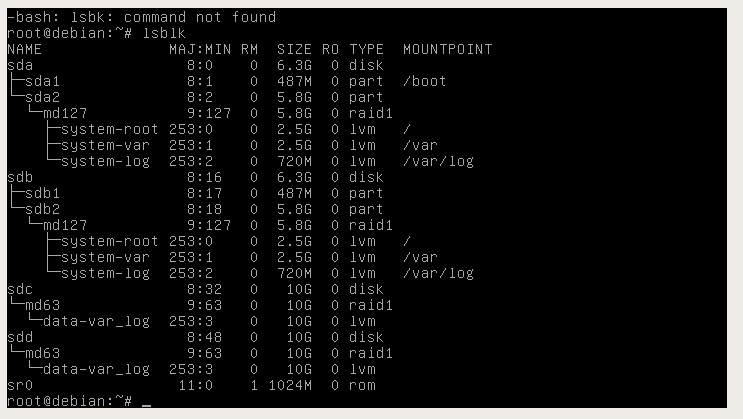 -bash: lsbk: command not found
root@debian:~# lsblk
NAME              MAJ:MIN RM  SIZE RO TYPE  MOUNTPOINT
sda                 8:0    0  6.3G  0 disk
├─sda1              8:1    0  487M  0 part  /boot
└─sda2              8:2    0  5.8G  0 part
  └─md127           9:127  0  5.8G  0 raid1
    ├─system-root 253:0    0  2.5G  0 lvm   /
    ├─system-var  253:1    0  2.5G  0 lvm   /var
    └─system-log  253:2    0  720M  0 lvm   /var/log
sdb                 8:16   0  6.3G  0 disk
├─sdb1              8:17   0  487M  0 part
└─sdb2              8:18   0  5.8G  0 part
  └─md127           9:127  0  5.8G  0 raid1
    ├─system-root 253:0    0  2.5G  0 lvm   /
    ├─system-var  253:1    0  2.5G  0 lvm   /var
    └─system-log  253:2    0  720M  0 lvm   /var/log
sdc                 8:32   0   10G  0 disk
└─md63              9:63   0   10G  0 raid1
  └─data-var_log  253:3    0   10G  0 lvm
sdd                 8:48   0   10G  0 disk
└─md63              9:63   0   10G  0 raid1
  └─data-var_log  253:3    0   10G  0 lvm
sr0                11:0    1 1024M  0 rom
root@debian:~# _